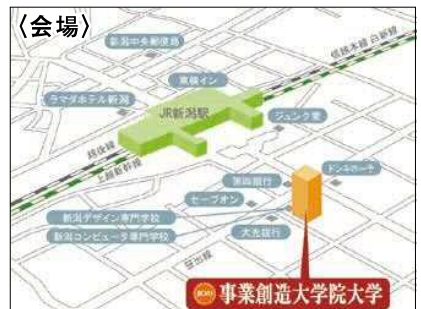 〈会場〉
新潟中央郵便局
東横イン
信越本線 白新線
ラマダホテル新潟
JR新潟駅
ジュンク堂
越後線
上越新幹線
ドン・キホーテ
第四銀行
セーブオン
新潟デザイン専門学校
新潟コンピュータ専門学校
大光銀行
笹出線
事業創造大学院大学